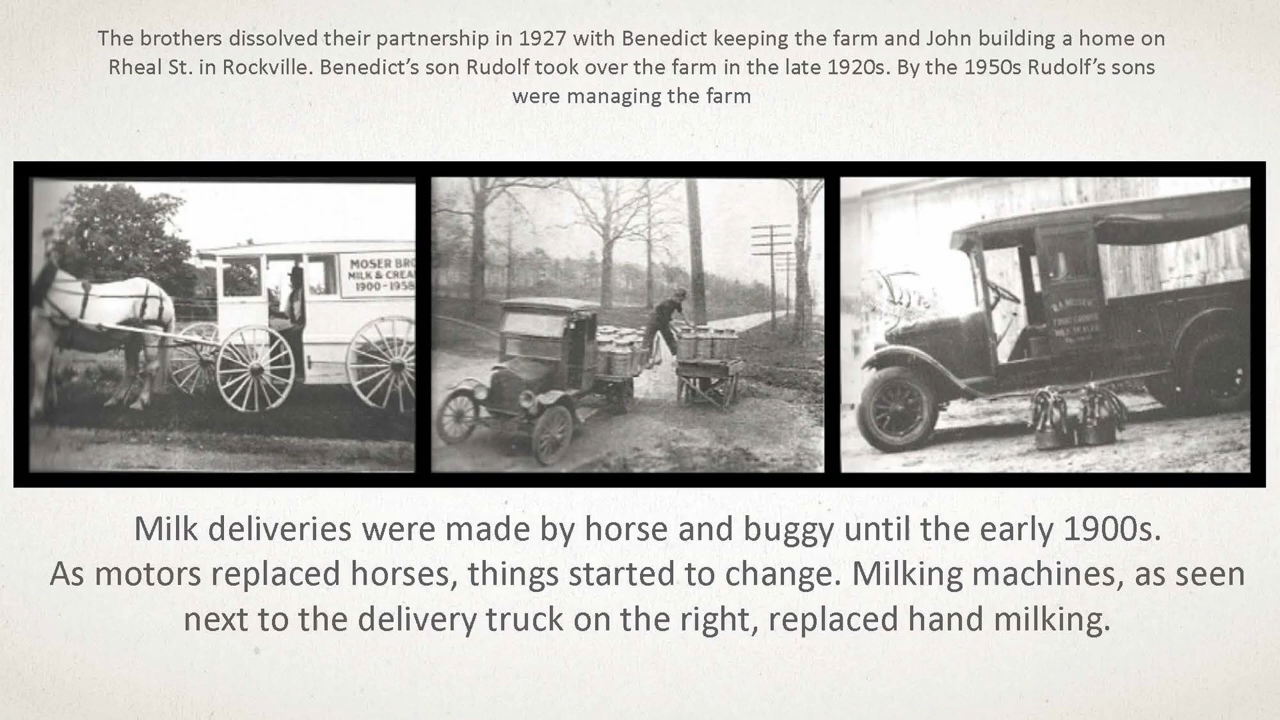 The brothers dissolved their partnership in 1927 with Benedict keeping the farm and John building a home on
Rheal St. in Rockville. Benedict’s son Rudolf took over the farm in the late 1920s. By the 1950s Rudolf’s sons
were managing the farm
MOSER BRO
MILK & CREA
1900-1958
Milk deliveries were made by horse and buggy until the early 1900s.
As motors replaced horses, things started to change. Milking machines, as seen
next to the delivery truck on the right, replaced hand milking.